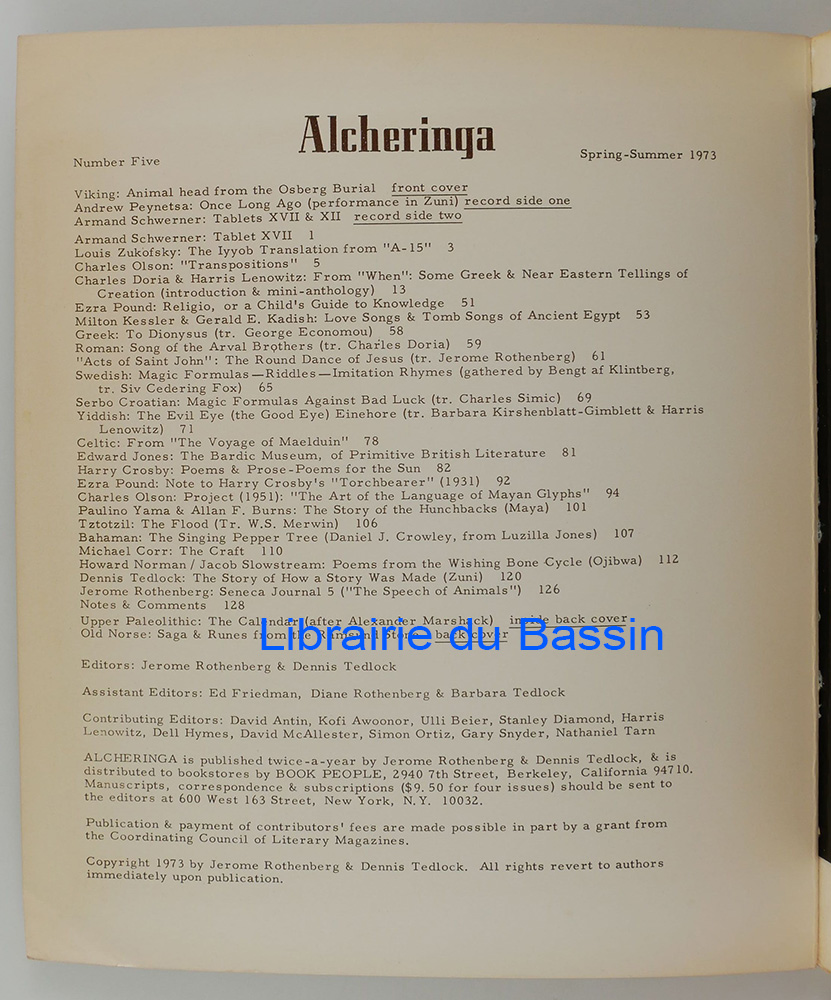 Alcheringa
Number Five
Spring-Summer 1973
Viking: Animal head from the Osberg Burial front cover
Andrew Peynetsa: Once Long Ago (performance in Zuni) record side one
Armand Schwerner: Tablets XVII & XII record side two
Armand Schwerner: Tablet XVII 1
Louis Zukofsky: The Iyyob Translation from "A-15" 3
Charles Olson: "Transpositions" 5
Charles Doria & Harris Lenowitz: From "When": Some Greek & Near Eastern Tellings of
Creation (introduction & mini-anthology) 13
Ezra Pound: Religio, or a Child's Guide to Knowledge 51
Milton Kessler & Gerald E. Kadish: Love Songs & Tomb Songs of Ancient Egypt 53
Greek: To Dionysus (tr. George Economou) 58
Roman: Song of the Arval Brothers (tr. Charles Doria) 59
"Acts of Saint John": The Round Dance of Jesus (tr. Jerome Rothenberg) 61
Swedish: Magic Formulas—Riddles—Imitation Rhymes (gathered by Bengt af Klintberg,
tr. Siv Cedering Fox) 65
Serbo Croatian: Magic Formulas Against Bad Luck (tr. Charles Simic) 69
Yiddish: The Evil Eye (the Good Eye) Einehore (tr. Barbara Kirshenblatt-Gimblett & Harris
Lenowitz) 71
Celtic: From "The Voyage of Maelduin" 78
Edward Jones: The Bardic Museum, of Primitive British Literature 81
Harry Crosby: Poems & Prose-Poems for the Sun 82
Ezra Pound: Note to Harry Crosby's "Torchbearer" (1931) 92
Charles Olson: Project (1951): "The Art of the Language of Mayan Glyphs" 94
Paulino Yama & Allan F. Burns: The Story of the Hunchbacks (Maya) 101
Tztotzil: The Flood (Tr. W.S. Merwin) 106
Bahaman: The Singing Pepper Tree (Daniel J. Crowley, from Luzilla Jones) 107
Michael Corr: The Craft 110
Howard Norman / Jacob Slowstream: Poems from the Wishing Bone Cycle (Ojibwa) 112
Dennis Tedlock: The Story of How a Story Was Made (Zuni) 120
Jerome Rothenberg: Seneca Journal 5 ("The Speech of Animals") 126
Notes & Comments 128
Upper Paleolithic: The Calendar (after Alexander Marshack) inside back cover
Old Norse: Saga & Runes from the Ramsund Stone back cover
Librairie du Bassin
Editors: Jerome Rothenberg & Dennis Tedlock
Assistant Editors: Ed Friedman, Diane Rothenberg & Barbara Tedlock
Contributing Editors: David Antin, Kofi Awoonor, Ulli Beier, Stanley Diamond, Harris
Lenowitz, Dell Hymes, David McAllester, Simon Ortiz, Gary Snyder, Nathaniel Tarn
ALCHERINGA is published twice-a-year by Jerome Rothenberg & Dennis Tedlock, & is
distributed to bookstores by BOOK PEOPLE, 2940 7th Street, Berkeley, California 94710.
Manuscripts, correspondence & subscriptions ($9.50 for four issues) should be sent to
the editors at 600 West 163 Street, New York, N.Y. 10032.
Publication & payment of contributors' fees are made possible in part by a grant from
the Coordinating Council of Literary Magazines.
Copyright 1973 by Jerome Rothenberg & Dennis Tedlock. All rights revert to authors
immediately upon publication.